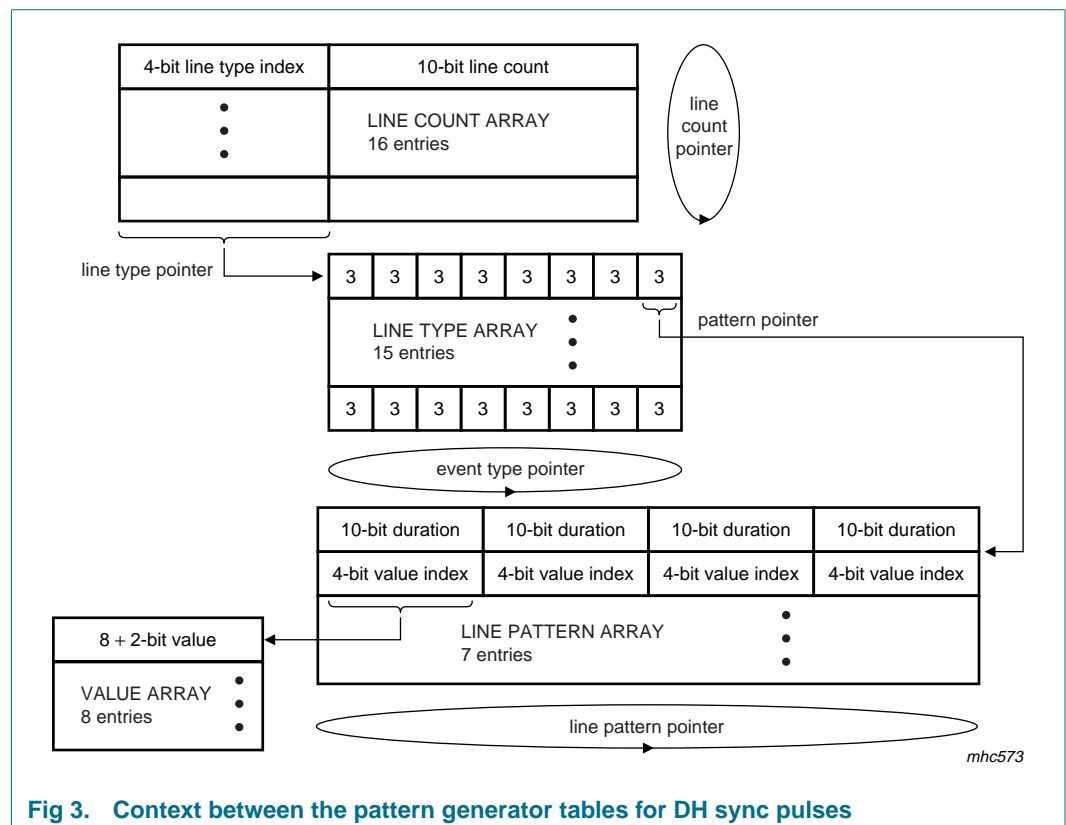 4-bit line type index 10-bit line count
LINE COUNT ARRAY
16 entries
line
count
pointer
line type pointer
3 3 3 3 3 3 3 3
LINE TYPE ARRAY
15 entries
pattern pointer
3 3 3 3 3 3 3 3
event type pointer
10-bit duration 10-bit duration 10-bit duration 10-bit duration
4-bit value index 4-bit value index 4-bit value index 4-bit value index
LINE PATTERN ARRAY
7 entries
8 + 2-bit value
VALUE ARRAY
8 entries
line pattern pointer
mhc573
Fig 3. Context between the pattern generator tables for DH sync pulses